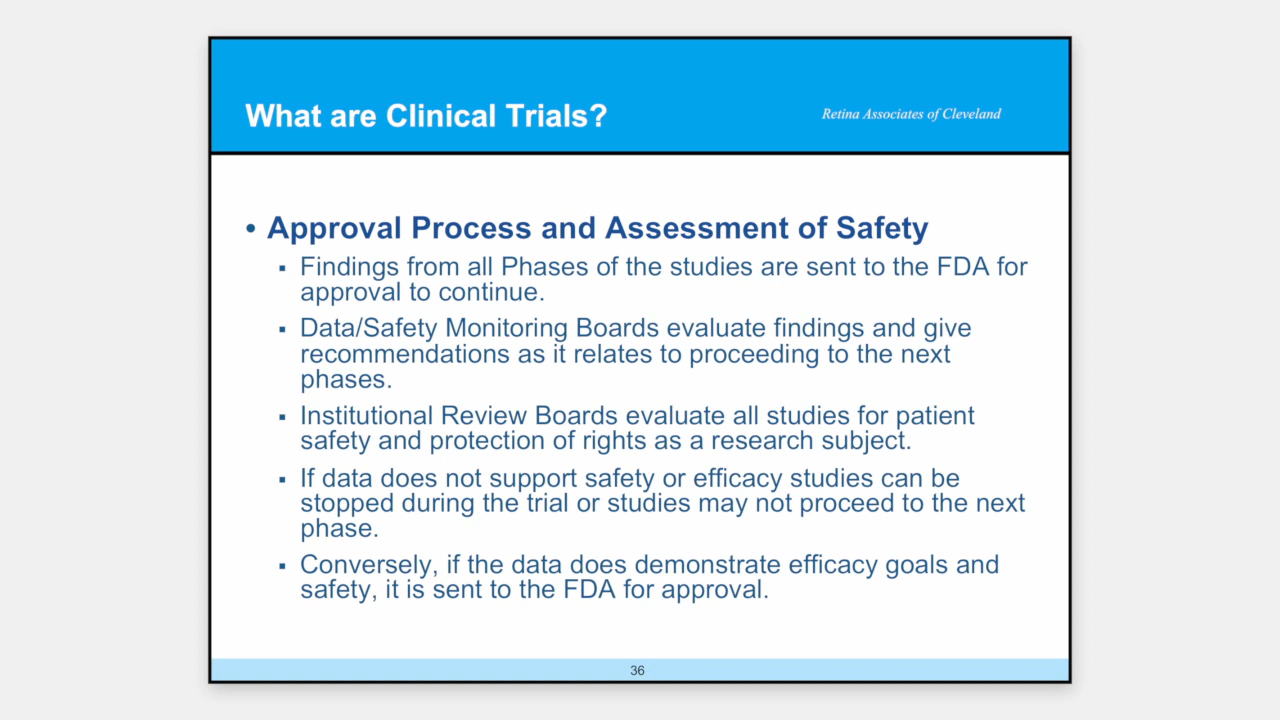 What are Clinical Trials?
Retina Associates of Cleveland
• Approval Process and Assessment of Safety
▪ Findings from all Phases of the studies are sent to the FDA for
approval to continue.
▪ Data/Safety Monitoring Boards evaluate findings and give
recommendations as it relates to proceeding to the next
phases.
▪ Institutional Review Boards evaluate all studies for patient
safety and protection of rights as a research subject.
▪ If data does not support safety or efficacy studies can be
stopped during the trial or studies may not proceed to the next
phase.
▪ Conversely, if the data does demonstrate efficacy goals and
safety, it is sent to the FDA for approval.
36